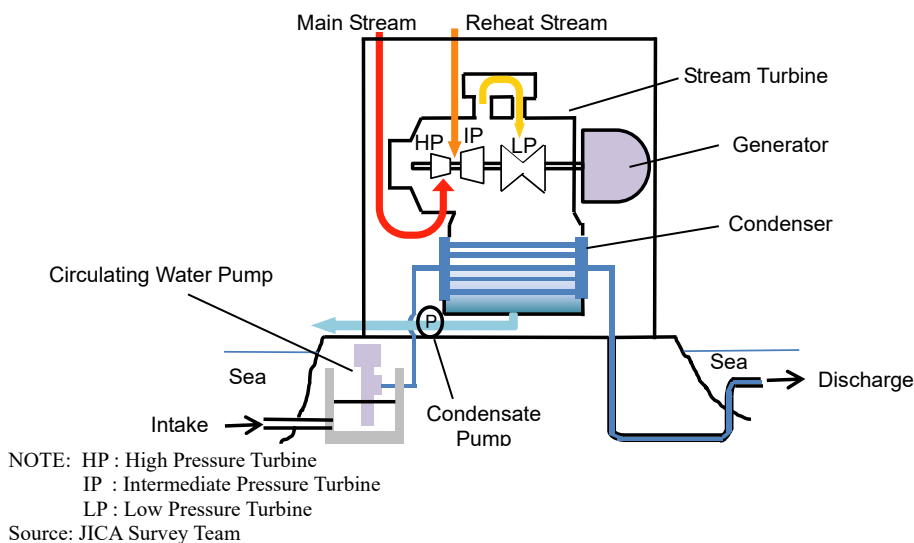 Main Stream
Reheat Stream
Stream Turbine
HP
IP
LP
Generator
Condenser
Circulating Water Pump
P
Sea
Sea
Discharge
Intake
Condensate
Pump
NOTE: HP : High Pressure Turbine
IP : Intermediate Pressure Turbine
LP : Low Pressure Turbine
Source: JICA Survey Team